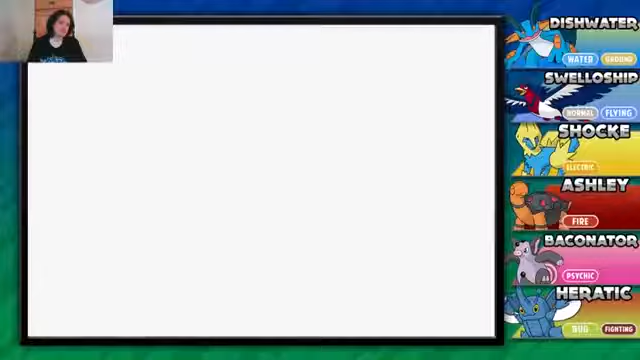 DISHWATER
WATER GROUND
SWELLOSHIP
NORMAL FLYING
SHOCKE
ELECTRIC
ASHLEY
FIRE
BACONATOR
PSYCHIC
HERATIC
BUG FIGHTING